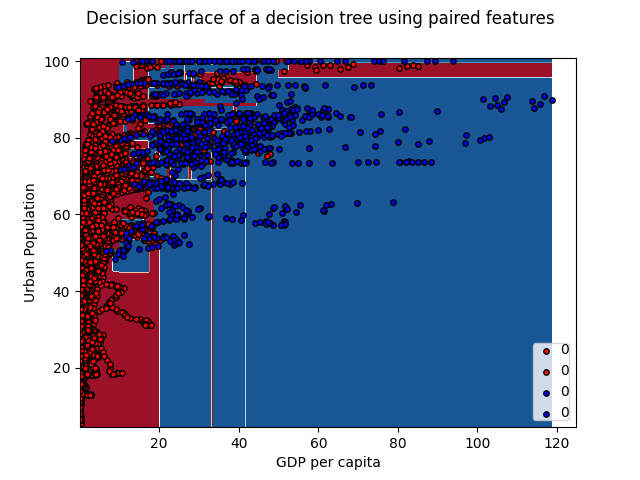 Decision surface of a decision tree using paired features
Urban Population
100
80
60
40
20
20 40 60 80 100 120
GDP per capita
0
0
0
0